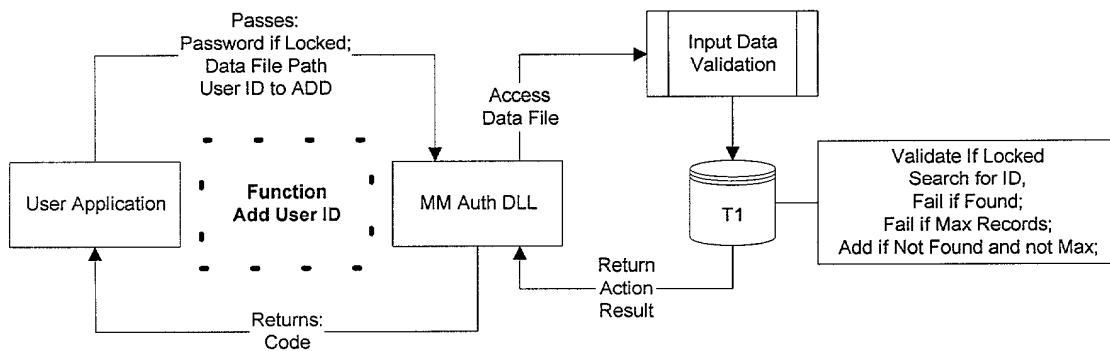 Passes:
Password if Locked;
Data File Path
User ID to ADD
Input Data
Validation
Access
Data File
User Application
Function
Add User ID
MM Auth DLL
T1
Validate If Locked
Search for ID,
Fail if Found;
Fail if Max Records;
Add if Not Found and not Max;
Return
Action
Result
Returns:
Code